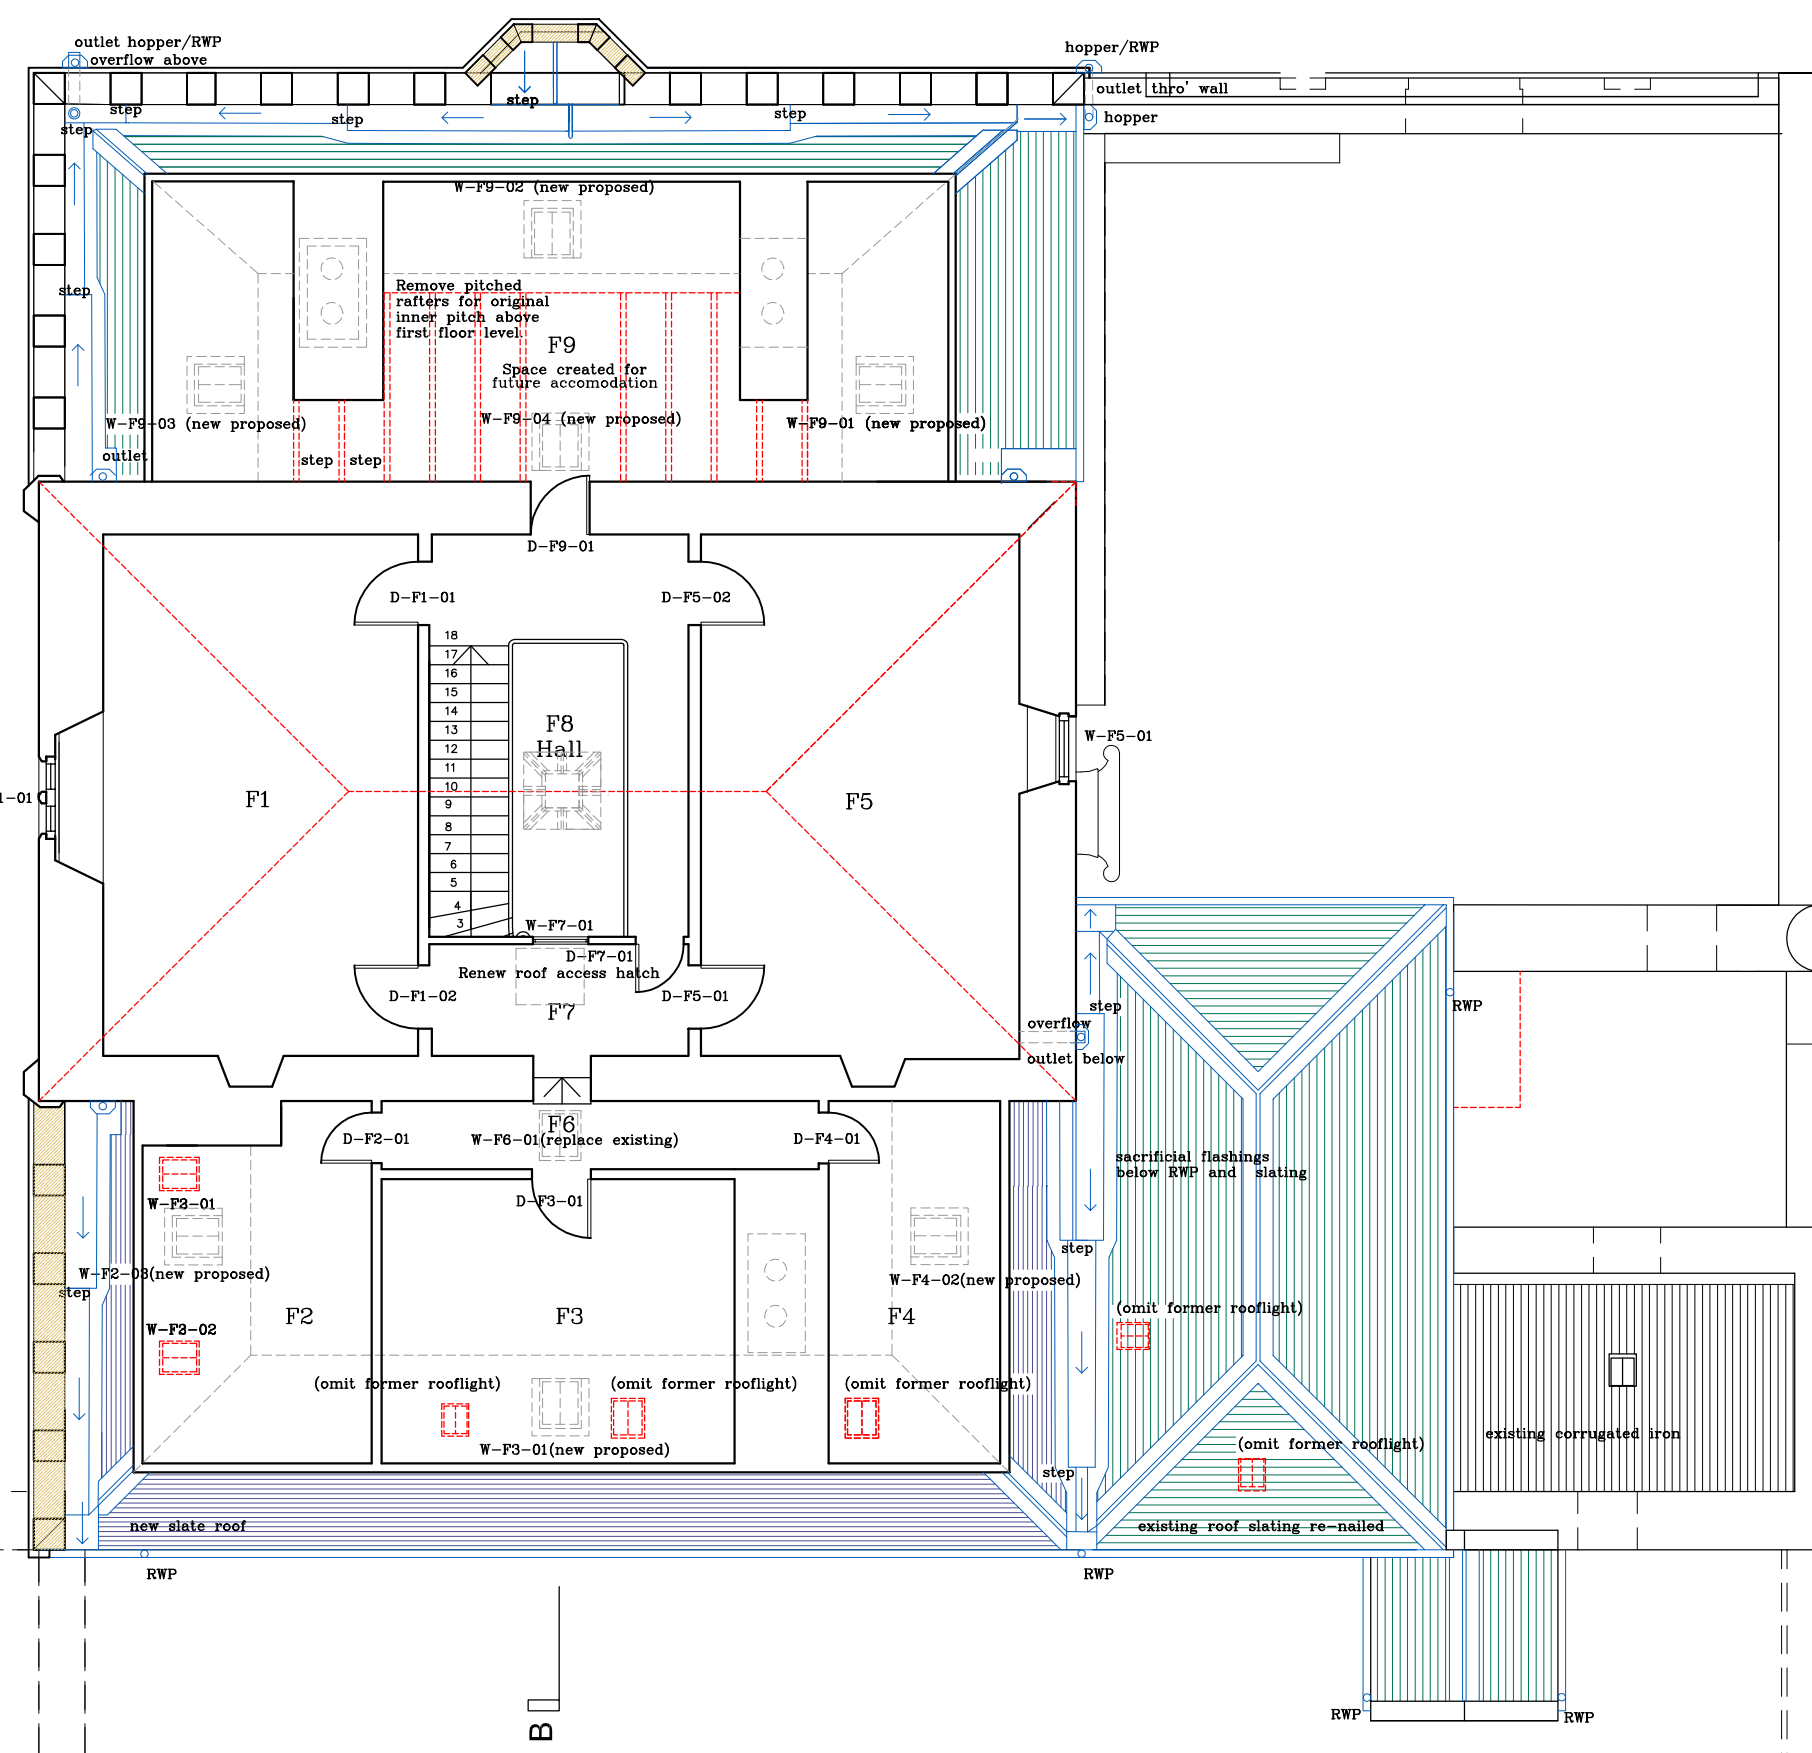 outlet hopper/RWP
overflow above
hopper/RWP
outlet thro' wall
step
step
step
step
step
hopper
W-F9-02 (new proposed)
Remove pitched
rafters for original
inner pitch above
first floor level
step
F9
Space created for
future accomodation
W-F9-03 (new proposed)
W-F9-04 (new proposed)
W-F9-01 (new proposed)
outlet
step
step
D-F9-01
D-F1-01
D-F5-02
18
17
16
15
14
13
12
11
10
9
8
7
6
5
4
3
F8
Hall
W-F5-01
F1
F5
1-01
W-F7-01
D-F7-01
Renew roof access hatch
D-F1-02
D-F5-01
F7
step
RWP
overflow
outlet below
F6
D-F2-01
W-F6-01(replace existing)
D-F4-01
sacrificial flashings
below RWP and slating
W-F2-01
D-F3-01
step
W-F2-03(new proposed)
W-F4-02(new proposed)
step
(omit former rooflight)
F2
F3
F4
W-F2-02
(omit former rooflight)
(omit former rooflight)
(omit former rooflight)
existing corrugated iron
(omit former rooflight)
W-F3-01(new proposed)
step
new slate roof
existing roof slating re-nailed
RWP
RWP
B
RWP
RWP